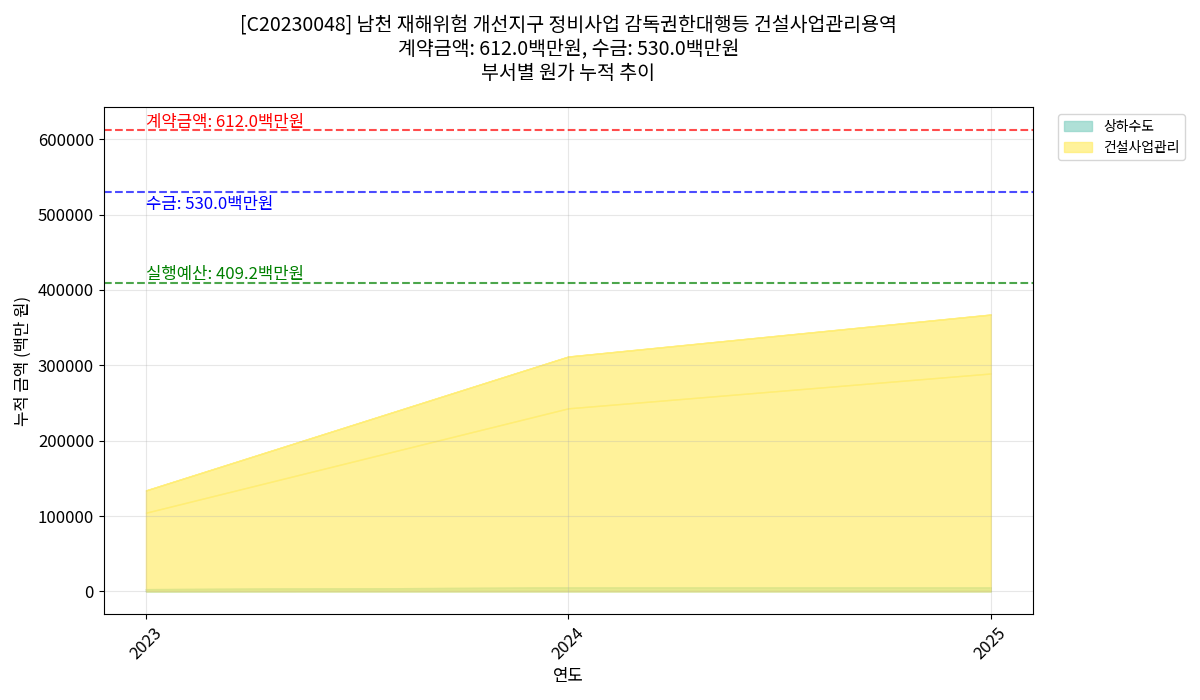 [C20230048] 남천 재해위험 개선지구 정비사업 감독권한대행등 건설사업관리용역
계약금액: 612.0백만원, 수금: 530.0백만원
부서별 원가 누적 추이
계약금액: 612.0백만원
수금: 530.0백만원
실행예산: 409.2백만원
상하수도
건설사업관리
누적 금액 (백만 원)
600000
500000
400000
300000
200000
100000
0
2023
2024
2025
연도